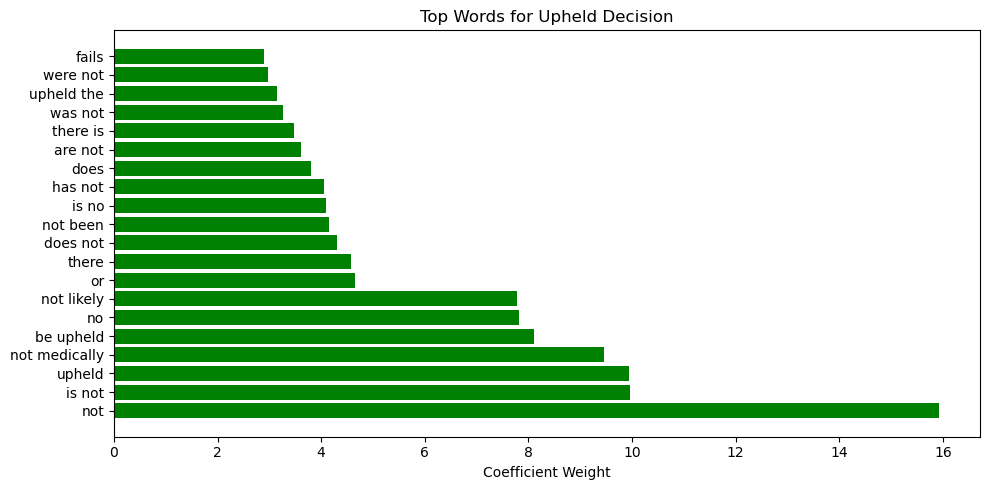 Top Words for Upheld Decision
fails
were not
upheld the
was not
there is
are not
does
has not
is no
not been
does not
there
or
not likely
no
be upheld
not medically
upheld
is not
not
0 2 4 6 8 10 12 14 16
Coefficient Weight